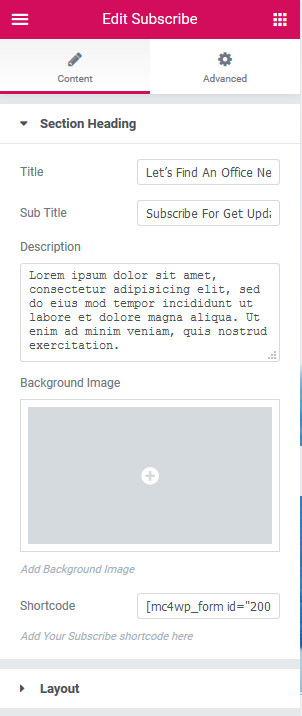 Edit Subscribe
Content
Advanced
Section Heading
Title
Let's Find An Office Ne
Sub Title
Subscribe For Get Upda
Description
Lorem ipsum dolor sit amet,
consectetur adipisicing elit, sed
do eius mod tempor incididunt ut
labore et dolore magna aliqua. Ut
enim ad minim veniam, quis nostrud
exercitation.
Background Image
Add Background Image
Shortcode
[mc4wp_form id="200
Add Your Subscribe shortcode here
Layout